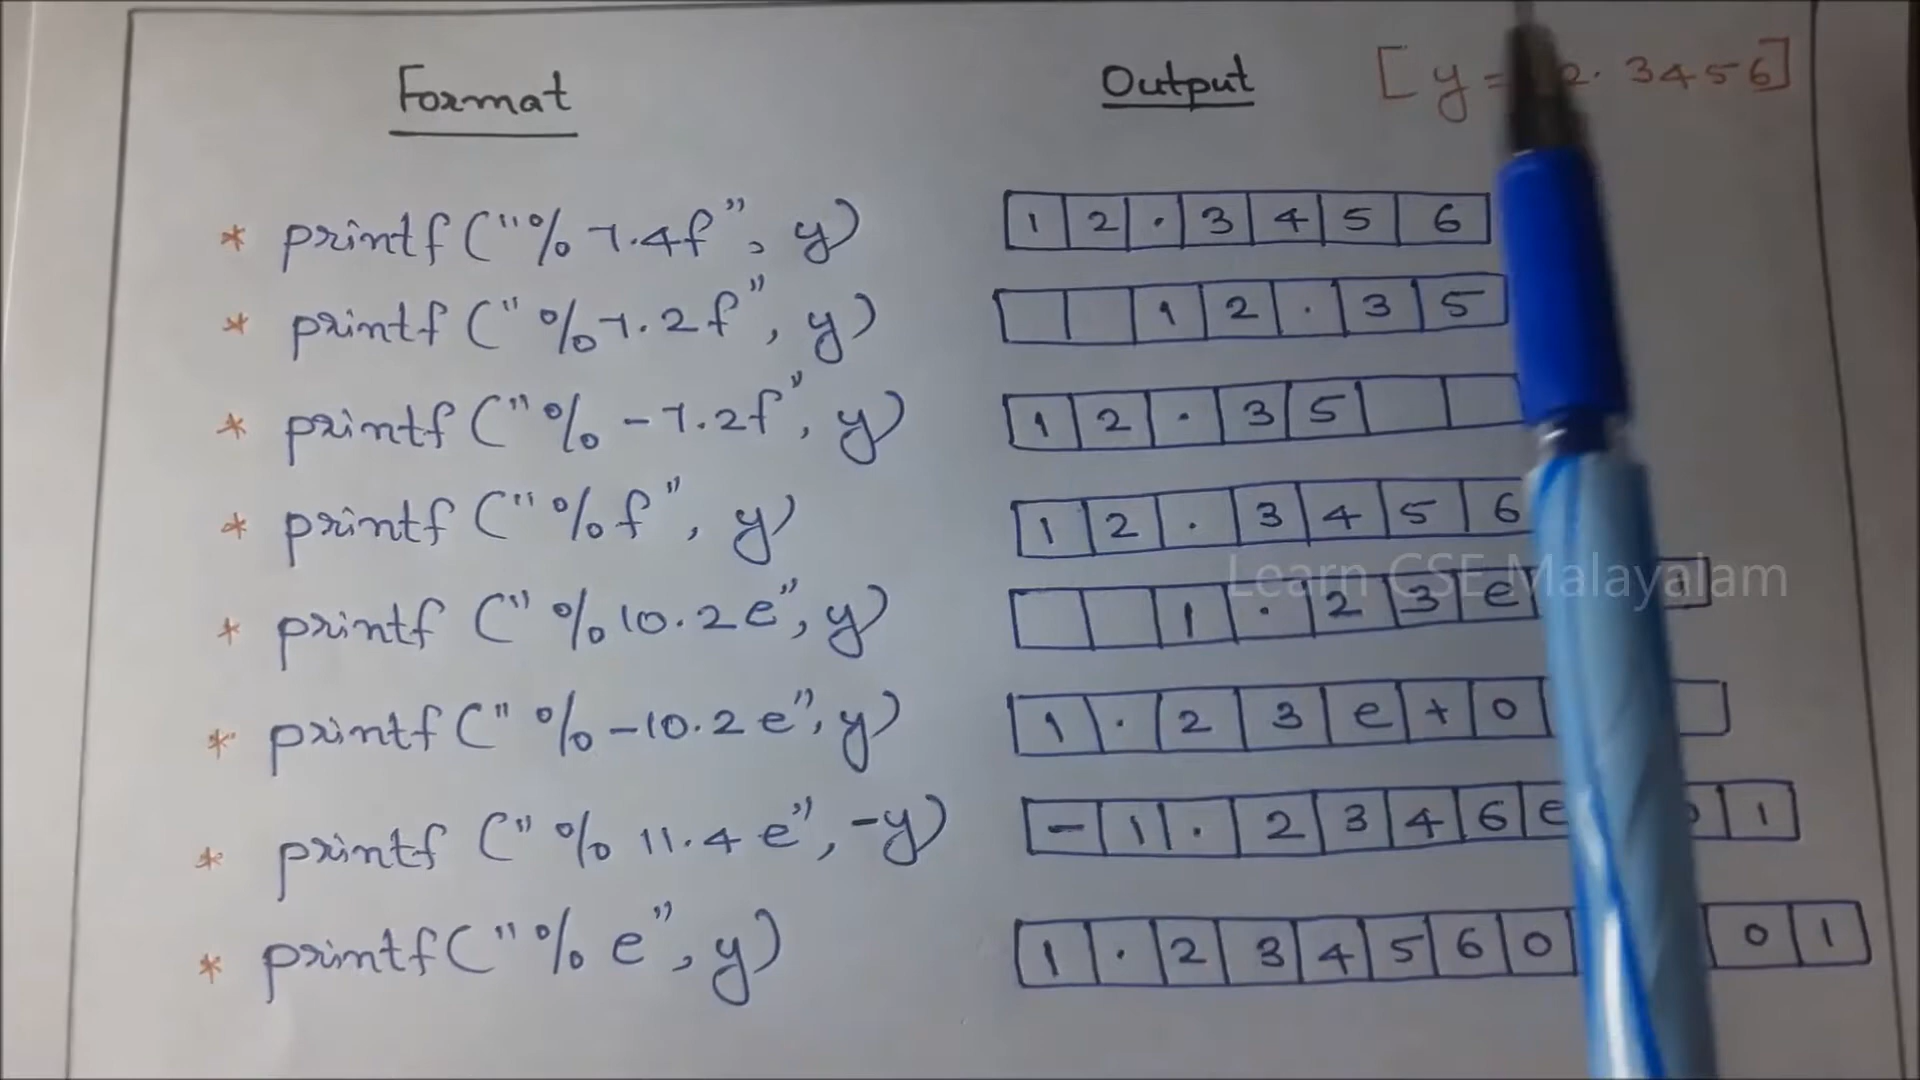 Format Output [y = 2.3456]
* printf ("%7.4f", y) 1 2 . 3 4 5 6
* printf ("%7.2f", y) 1 2 . 3 5
* printf ("%-7.2f", y) 1 2 . 3 5
* printf ("%f", y) 1 2 . 3 4 5 6
Learn CSE Malayalam
* printf ("%10.2e", y) 1 . 2 3 e 1
* printf ("%-10.2e", y) 1 . 2 3 e + 0
* printf ("%11.4e", -y) - 1 . 2 3 4 6 e 0 1
* printf ("%e", y) 1 . 2 3 4 5 6 0 0 1